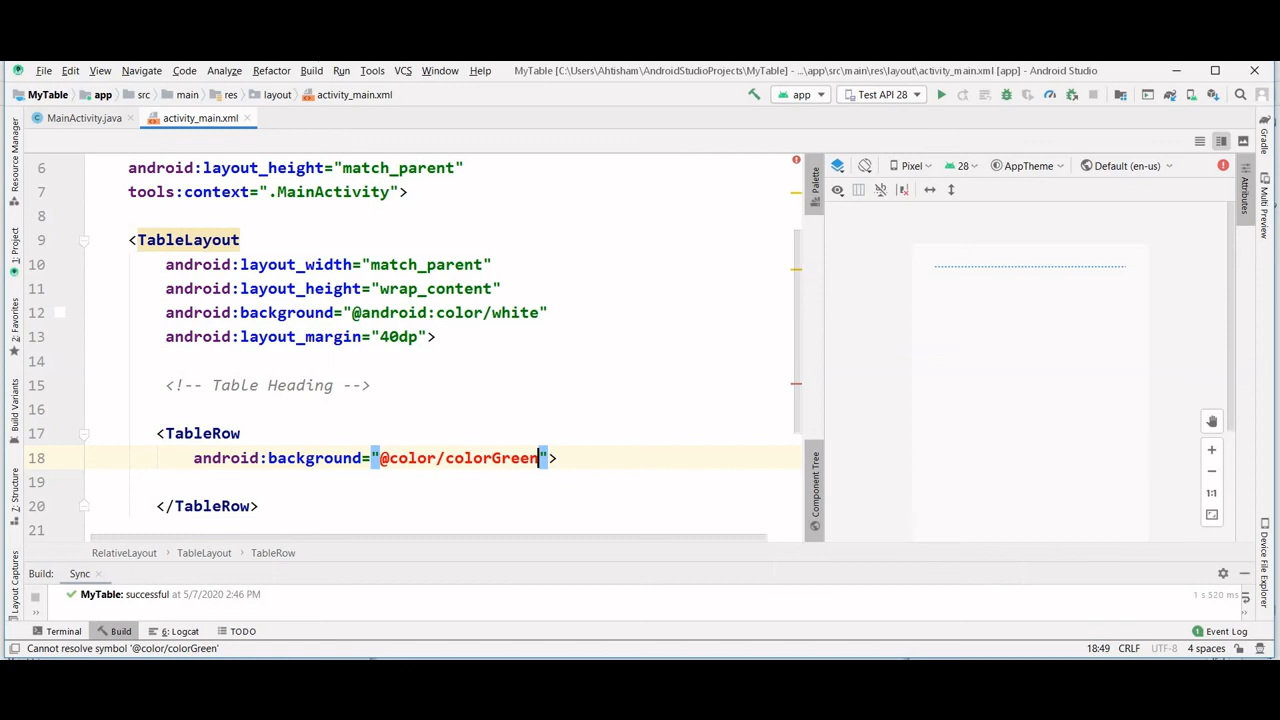 File Edit View Navigate Code Analyze Refactor Build Run Tools VCS Window Help MyTable [C:\Users\Ahtisham\AndroidStudioProjects\MyTable] - ...\app\src\main\res\layout\activity_main.xml [app] - Android Studio
MyTable app src main res layout activity_main.xml app Test API 28
MainActivity.java activity_main.xml
Resource Manager
1: Project
2: Favorites
Build Variants
Z: Structure
Layout Captures
6 android:layout_height="match_parent"
7 tools:context=".MainActivity">
8
9 <TableLayout
10 android:layout_width="match_parent"
11 android:layout_height="wrap_content"
12 android:background="@android:color/white"
13 android:layout_margin="40dp">
14
15 <!-- Table Heading -->
16
17 <TableRow
18 android:background="@color/colorGreen">
19
20 </TableRow>
21
RelativeLayout TableLayout TableRow
Palette
Component Tree
Pixel 28 AppTheme Default (en-us)
1:1
Gradle
Attributes
Multi Preview
Device File Explorer
Build: Sync
MyTable: successful at 5/7/2020 2:46 PM 1 s 520 ms
Terminal Build 6: Logcat TODO 1 Event Log
Cannot resolve symbol '@color/colorGreen' 18:49 CRLF UTF-8 4 spaces